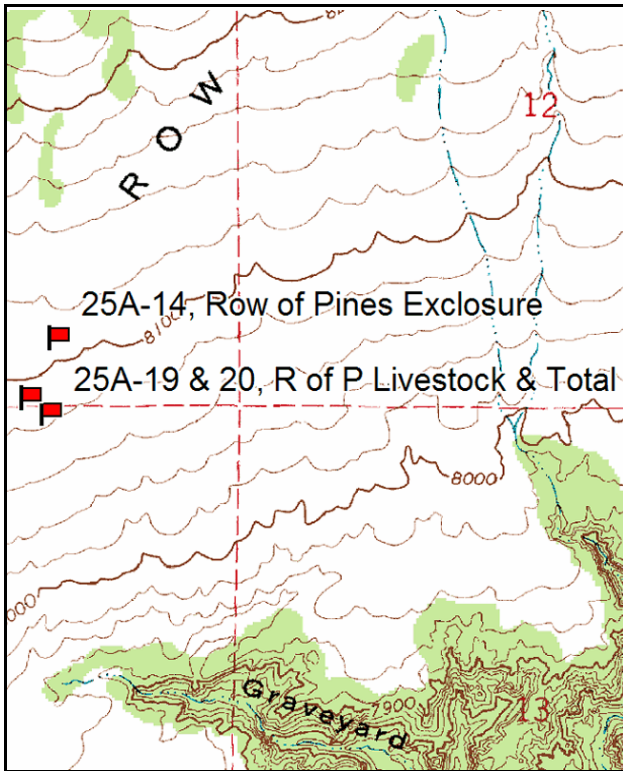 12
ROW
25A-14, Row of Pines Exclosure
8100
25A-19 & 20, R of P Livestock & Total
8000
000
7900
Graveyard
13